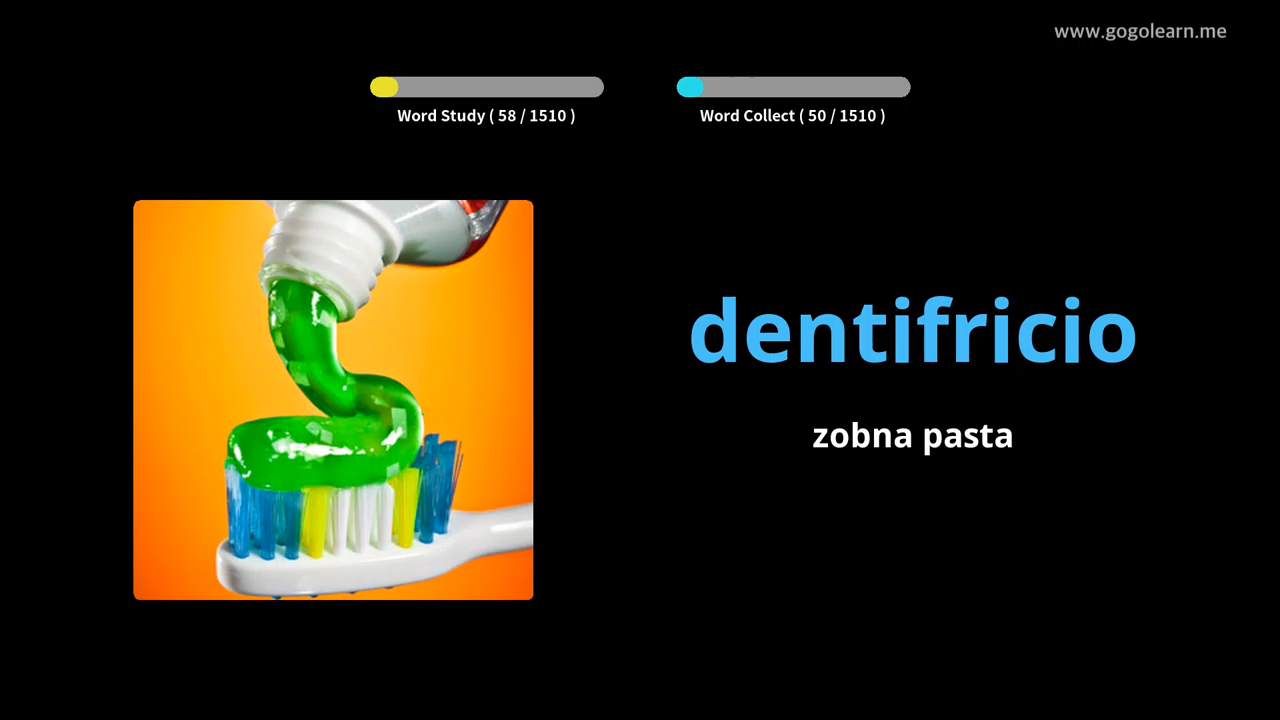 www.gogolearn.me
Word Study ( 58 / 1510 )
Word Collect ( 50 / 1510 )
dentifricio
zobna pasta